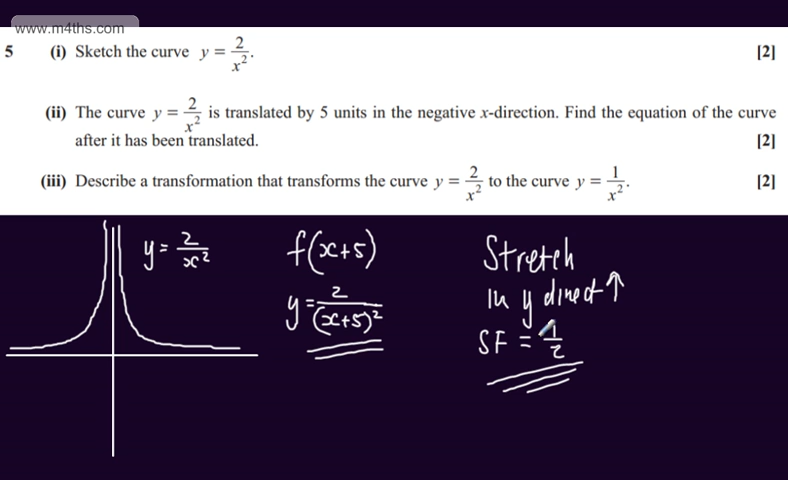 www.m4ths.com
5 (i) Sketch the curve y = 2/x². [2]
(ii) The curve y = 2/x² is translated by 5 units in the negative x-direction. Find the equation of the curve
after it has been translated. [2]
(iii) Describe a transformation that transforms the curve y = 2/x² to the curve y = 1/x². [2]
y = 2/x²
f(x+5)
y = 2/(x+5)²
Stretch
in y direct ↑
SF = 1/2